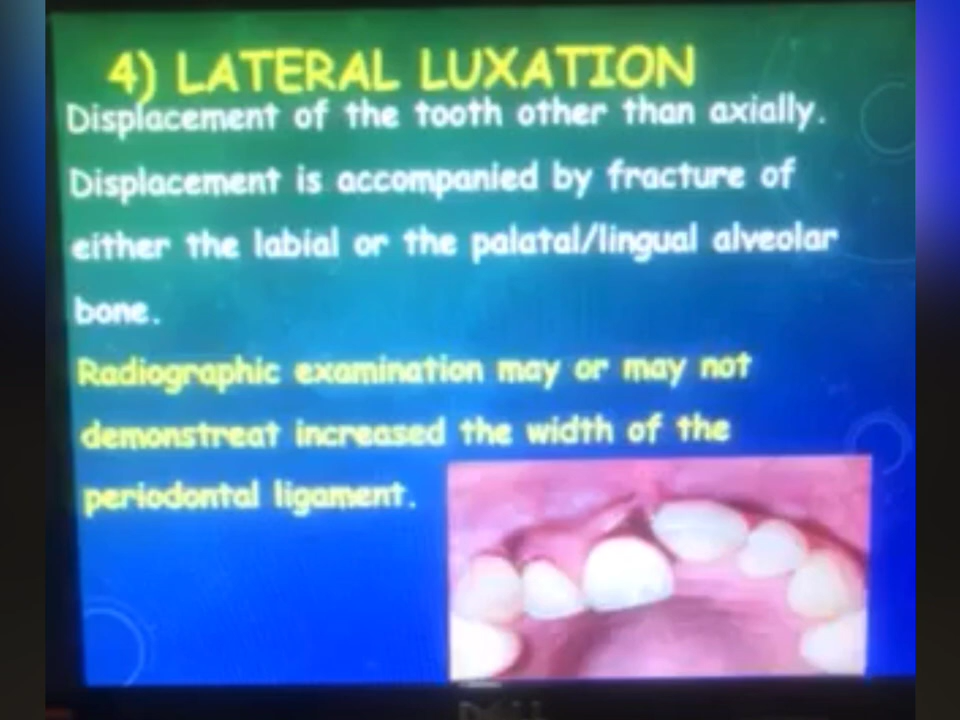 4) LATERAL LUXATION
Displacement of the tooth other than axially.
Displacement is accompanied by fracture of
either the labial or the palatal/lingual alveolar
bone.
Radiographic examination may or may not
demonstreat increased the width of the
periodontal ligament.
DELL